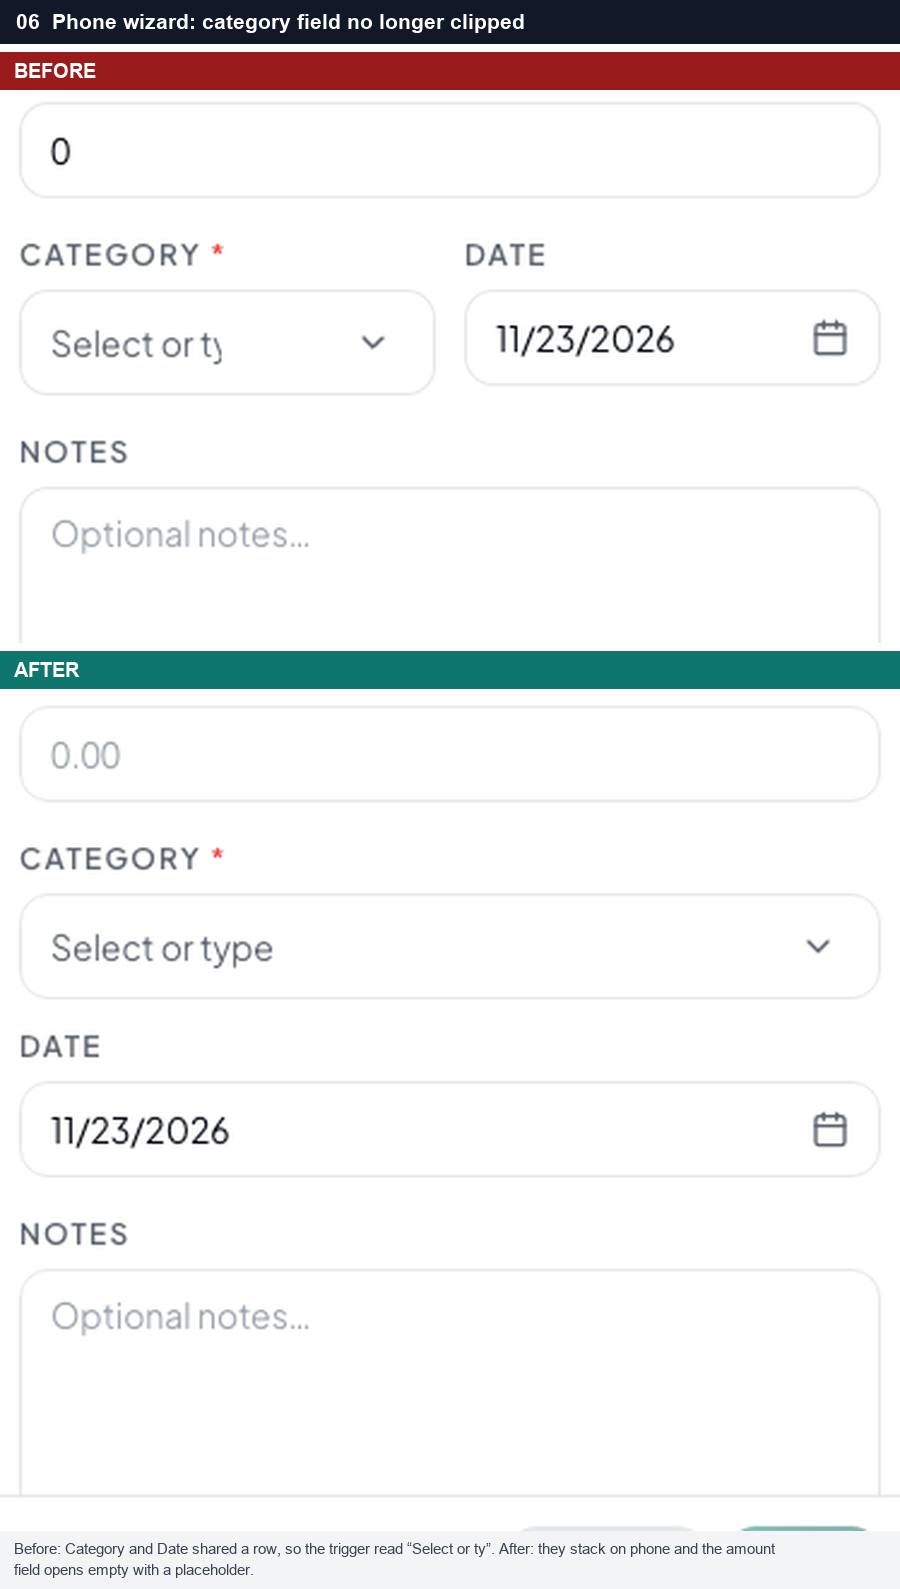 06 Phone wizard: category field no longer clipped
BEFORE
0
CATEGORY * DATE
Select or ty 11/23/2026
NOTES
Optional notes...
AFTER
0.00
CATEGORY *
Select or type
DATE
11/23/2026
NOTES
Optional notes...
Before: Category and Date shared a row, so the trigger read “Select or ty”. After: they stack on phone and the amount
field opens empty with a placeholder.